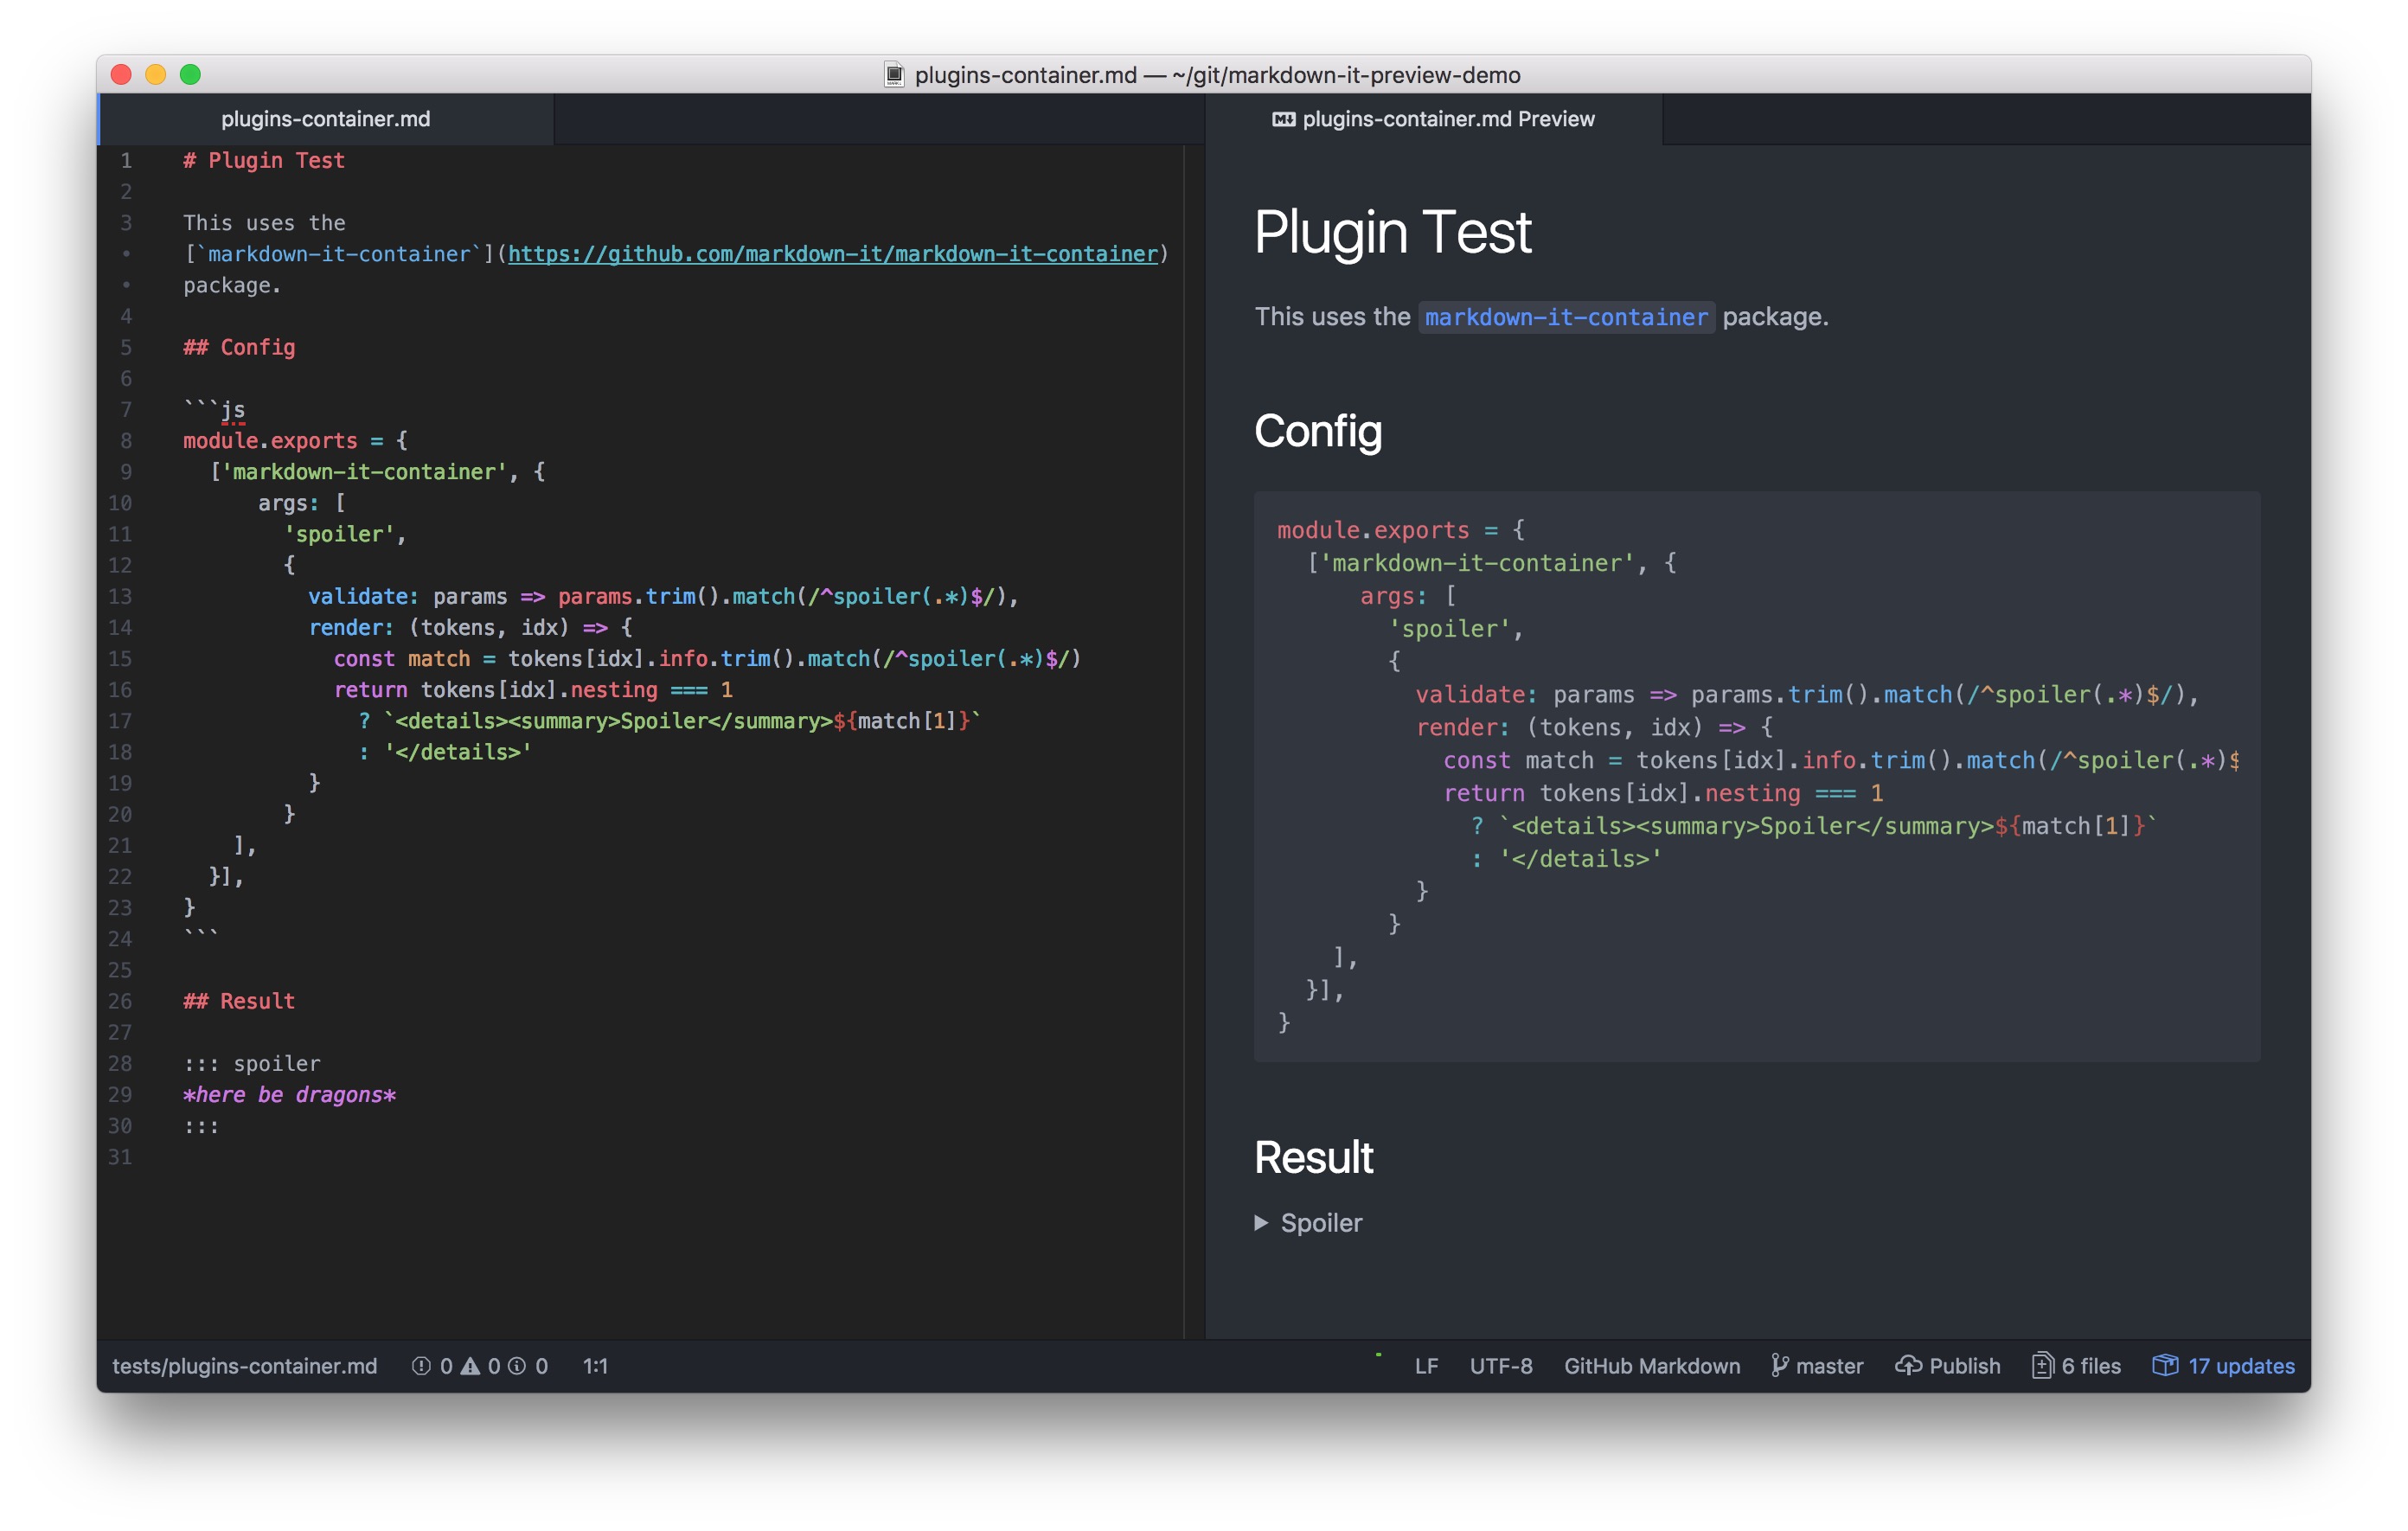 plugins-container.md — ~/git/markdown-it-preview-demo
plugins-container.md
1 # Plugin Test
2
3 This uses the
• [`markdown-it-container`](https://github.com/markdown-it/markdown-it-container)
• package.
4
5 ## Config
6
7 ```js
8 module.exports = {
9   ['markdown-it-container', {
10       args: [
11         'spoiler',
12         {
13           validate: params => params.trim().match(/^spoiler(.*)$/),
14           render: (tokens, idx) => {
15             const match = tokens[idx].info.trim().match(/^spoiler(.*)$/)
16             return tokens[idx].nesting === 1
17               ? `<details><summary>Spoiler</summary>${match[1]}`
18               : '</details>'
19           }
20         }
21     ],
22   }],
23 }
24 ```
25
26 ## Result
27
28 ::: spoiler
29 *here be dragons*
30 :::
31
plugins-container.md Preview
Plugin Test
This uses the markdown-it-container package.
Config
module.exports = {
  ['markdown-it-container', {
      args: [
        'spoiler',
        {
          validate: params => params.trim().match(/^spoiler(.*)$/),
          render: (tokens, idx) => {
            const match = tokens[idx].info.trim().match(/^spoiler(.*)$
            return tokens[idx].nesting === 1
              ? `<details><summary>Spoiler</summary>${match[1]}`
              : '</details>'
          }
        }
    ],
  }],
}
Result
▶ Spoiler
tests/plugins-container.md 0 0 0 1:1 LF UTF-8 GitHub Markdown master Publish 6 files 17 updates